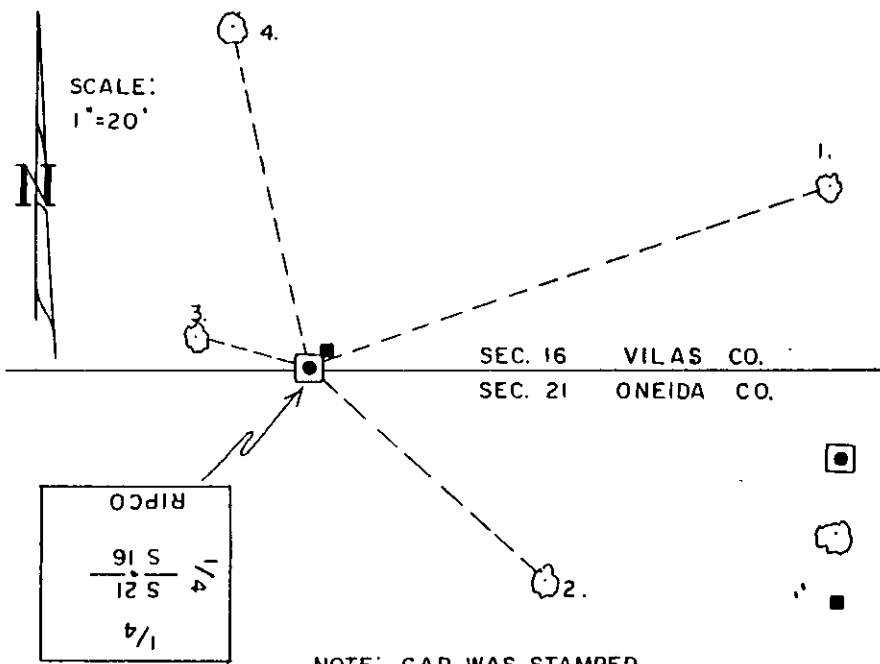 4.
SCALE:
1"=20'
N
1.
3.
SEC. 16 VILAS CO.
SEC. 21 ONEIDA CO.
RIPCO
S 16
S 21
1/4
1/4
2.
NOTE: CAP WAS STAMPED